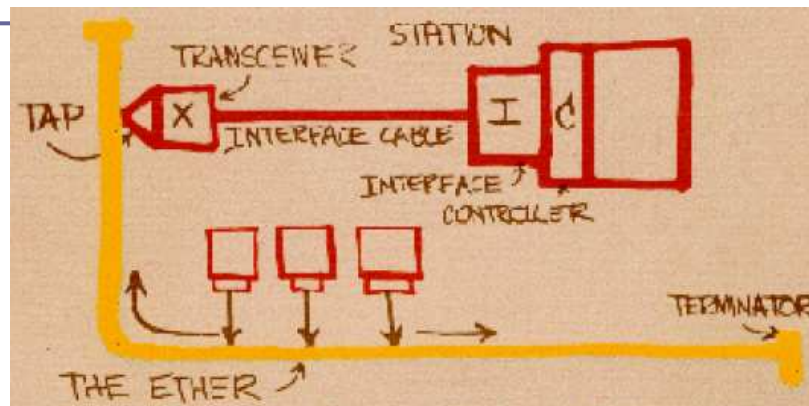 STATION
TRANSCEIVER
TAP
X
I
C
INTERFACE CABLE
INTERFACE
CONTROLLER
TERMINATOR
THE ETHER